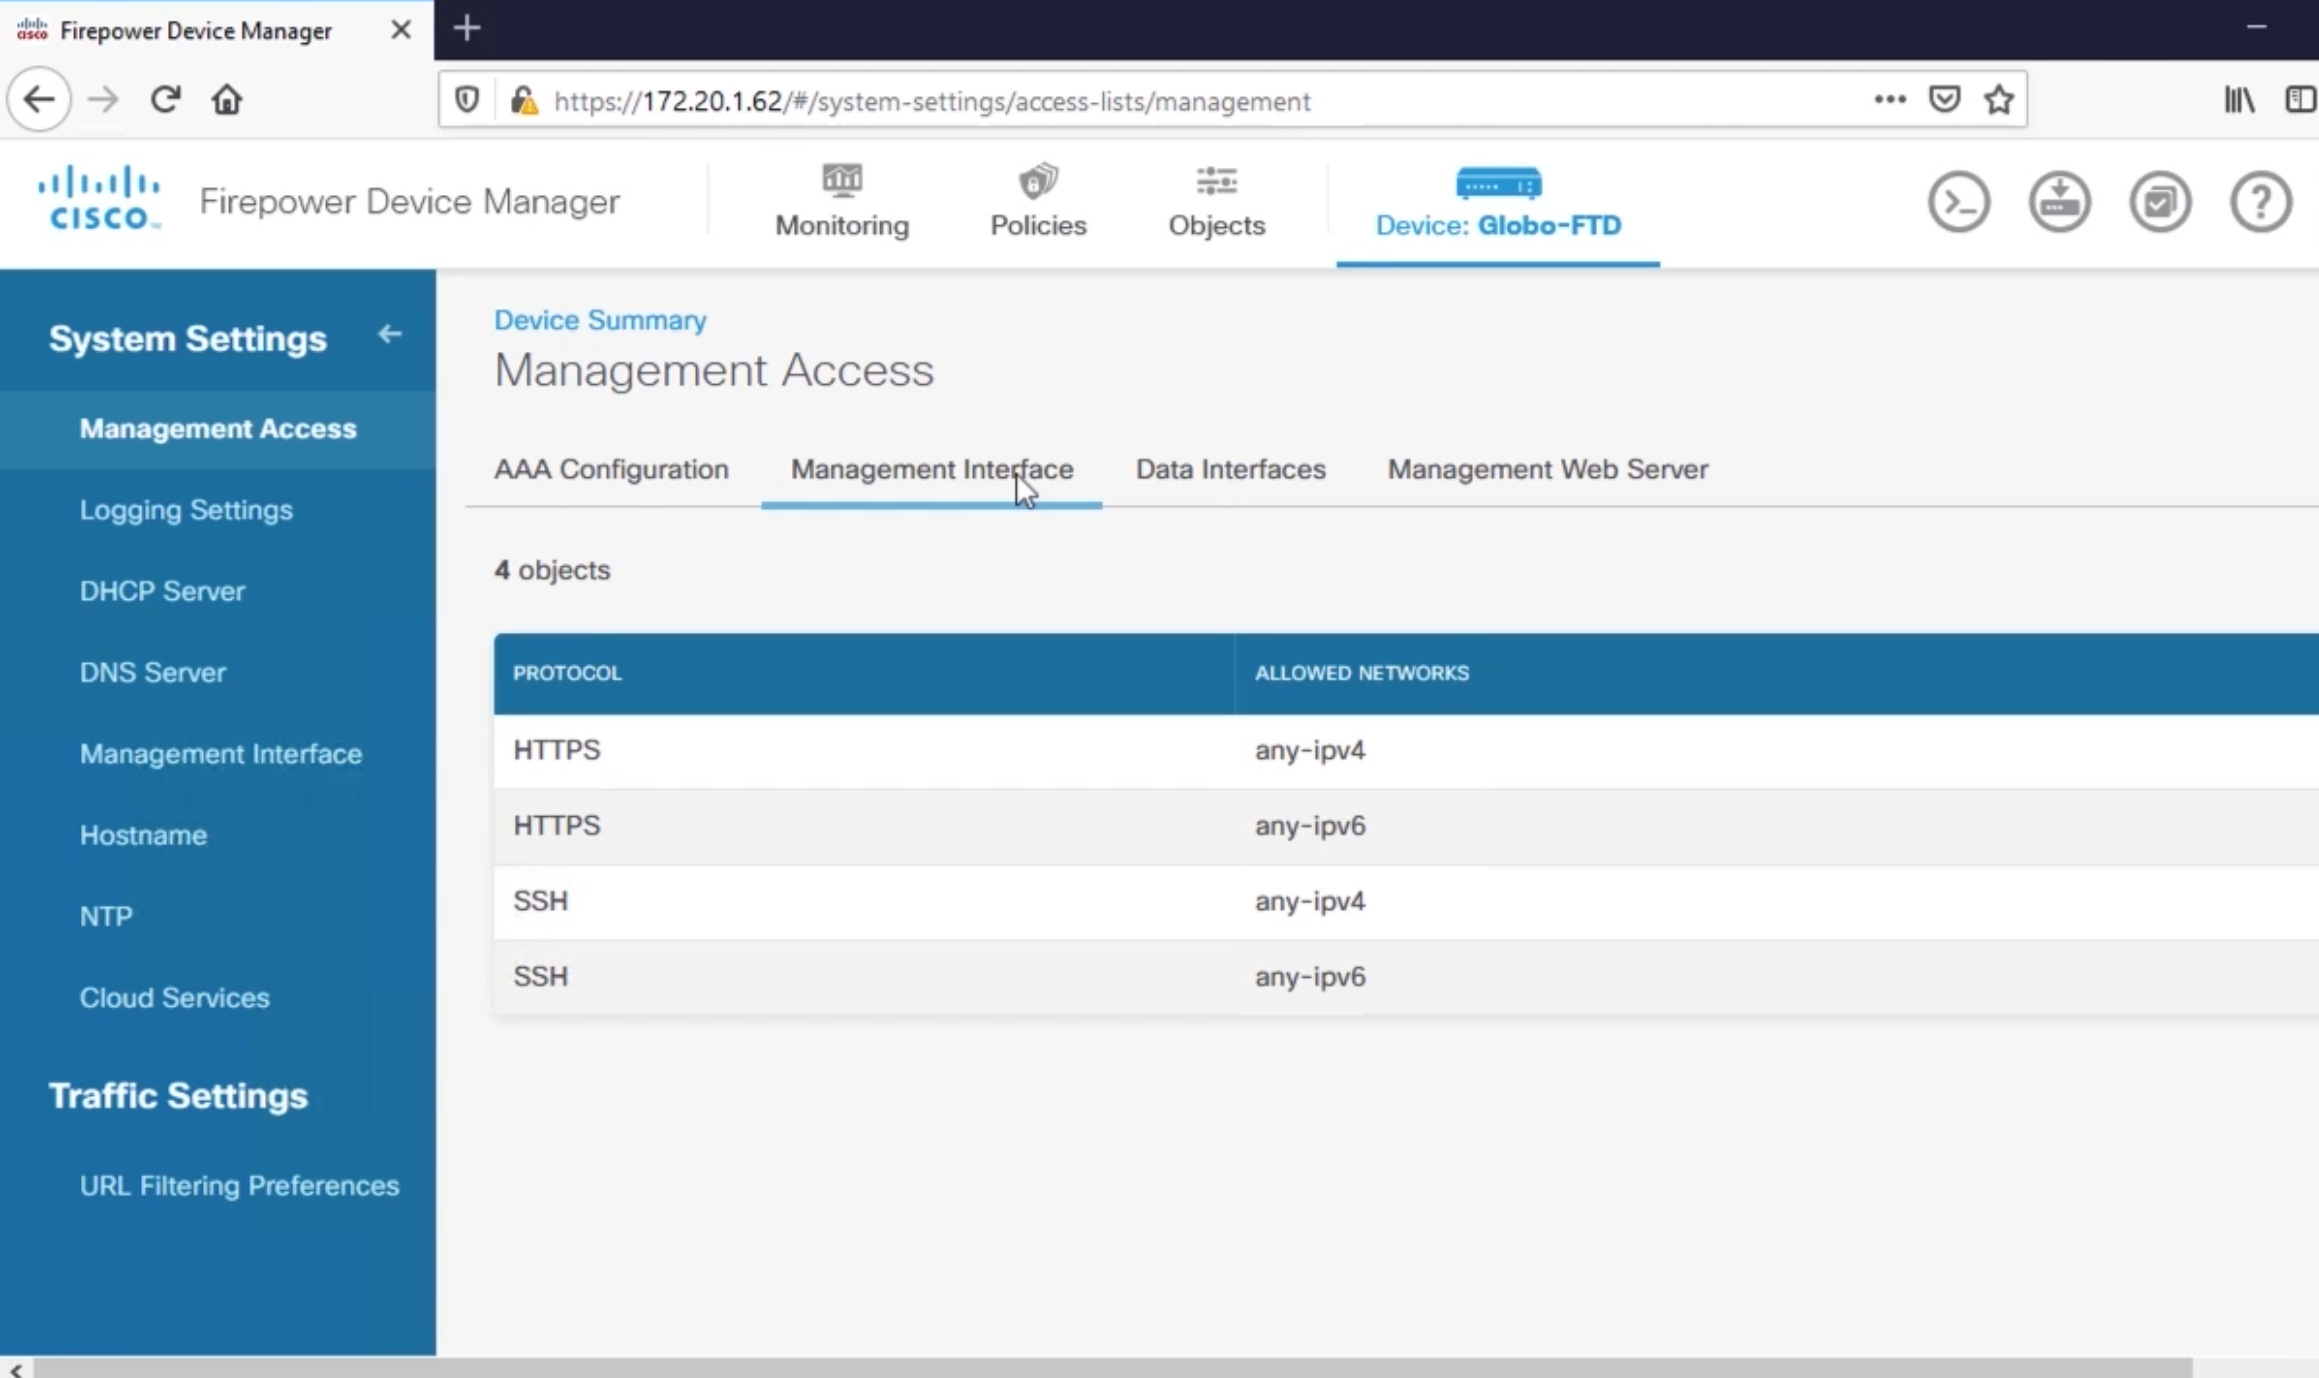 Firepower Device Manager
https://172.20.1.62/#/system-settings/access-lists/management
CISCO
Firepower Device Manager
Monitoring
Policies
Objects
Device: Globo-FTD
System Settings
Management Access
Logging Settings
DHCP Server
DNS Server
Management Interface
Hostname
NTP
Cloud Services
Traffic Settings
URL Filtering Preferences
Device Summary
Management Access
AAA Configuration
Management Interface
Data Interfaces
Management Web Server
4 objects
PROTOCOL ALLOWED NETWORKS
HTTPS any-ipv4
HTTPS any-ipv6
SSH any-ipv4
SSH any-ipv6